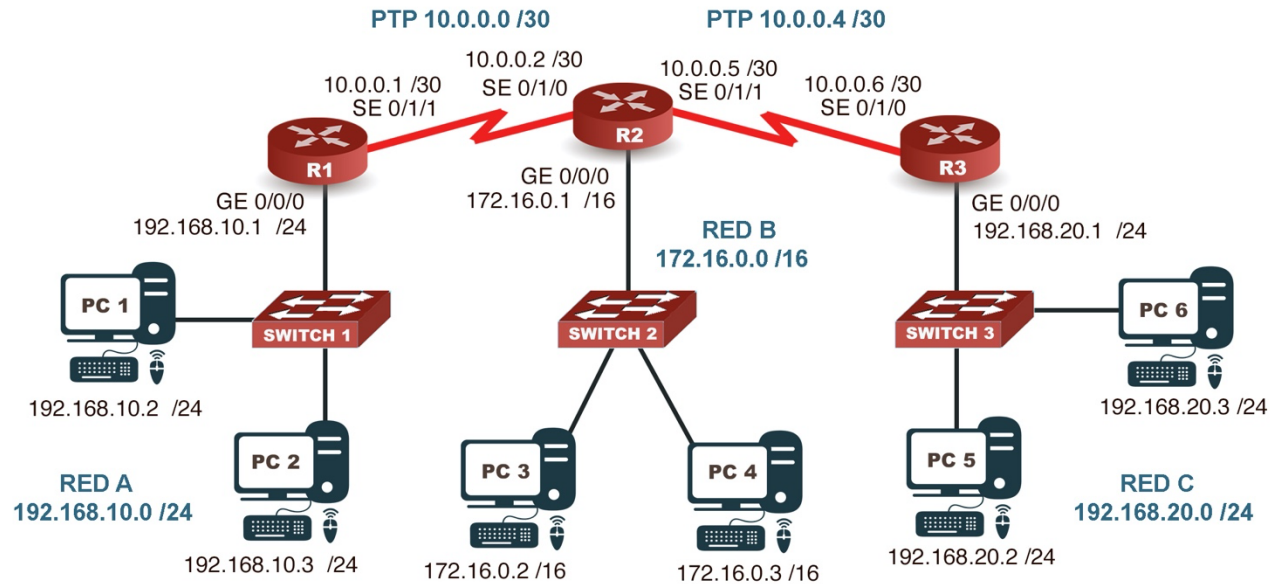 PTP 10.0.0.0 /30
PTP 10.0.0.4 /30
10.0.0.1 /30
SE 0/1/1
10.0.0.2 /30
SE 0/1/0
10.0.0.5 /30
SE 0/1/1
10.0.0.6 /30
SE 0/1/0
R1
R2
R3
GE 0/0/0
192.168.10.1 /24
GE 0/0/0
172.16.0.1 /16
GE 0/0/0
192.168.20.1 /24
RED B
172.16.0.0 /16
PC 1
SWITCH 1
SWITCH 2
SWITCH 3
PC 6
192.168.10.2 /24
192.168.20.3 /24
PC 2
PC 3
PC 4
PC 5
RED A
192.168.10.0 /24
RED C
192.168.20.0 /24
192.168.10.3 /24
172.16.0.2 /16
172.16.0.3 /16
192.168.20.2 /24